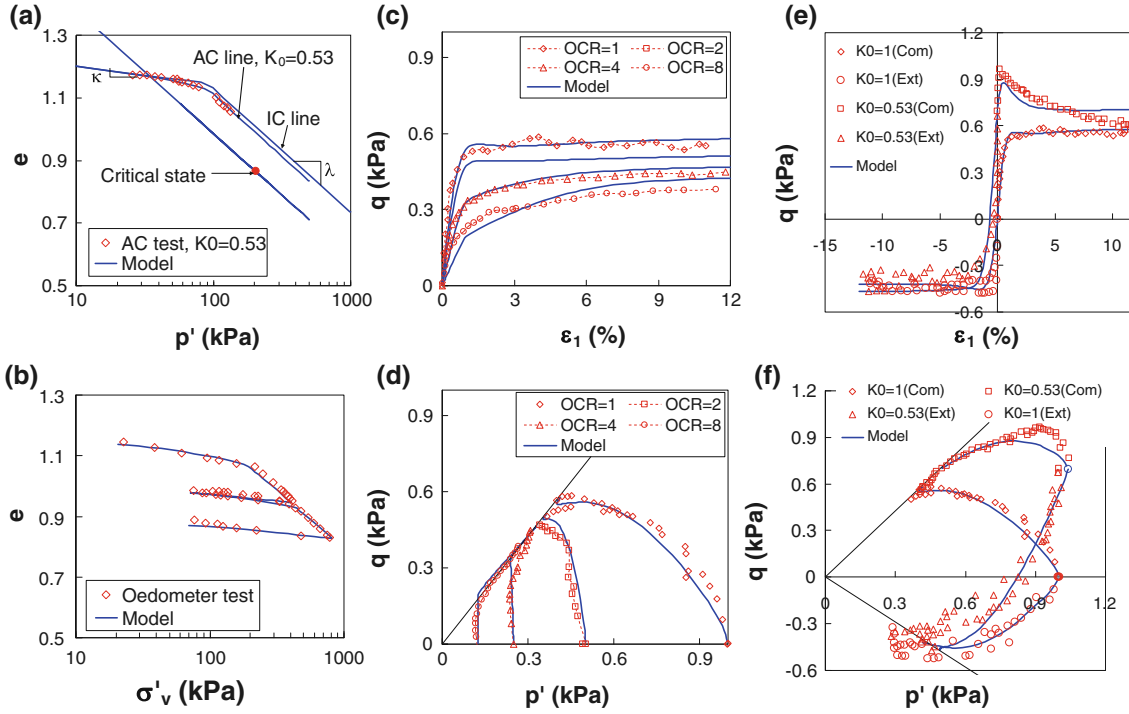 (a)
1.3
1.1
0.9
0.7
0.5
e
κ
AC line, K₀=0.53
IC line
λ
Critical state
AC test, K0=0.53
Model
10
100
1000
p' (kPa)
(c)
0.9
0.6
0.3
0
q (kPa)
OCR=1
OCR=2
OCR=4
OCR=8
Model
0
3
6
9
12
ε₁ (%)
(e)
K0=1(Com)
K0=1(Ext)
K0=0.53(Com)
K0=0.53(Ext)
Model
1.2
0.9
0.6
0.3
0
-0.3
-0.6
q (kPa)
-15
-10
-5
0
5
10
ε₁ (%)
(b)
1.3
1.1
0.9
0.7
0.5
e
Oedometer test
Model
10
100
1000
σ'ᵥ (kPa)
(d)
0.9
0.6
0.3
0
q (kPa)
OCR=1
OCR=2
OCR=4
OCR=8
Model
0
0.3
0.6
0.9
p' (kPa)
(f)
1.2
0.9
0.6
0.3
0
-0.3
-0.6
q (kPa)
K0=1(Com)
K0=0.53(Com)
K0=0.53(Ext)
K0=1(Ext)
Model
0
0.3
0.6
0.9
1.2
p' (kPa)